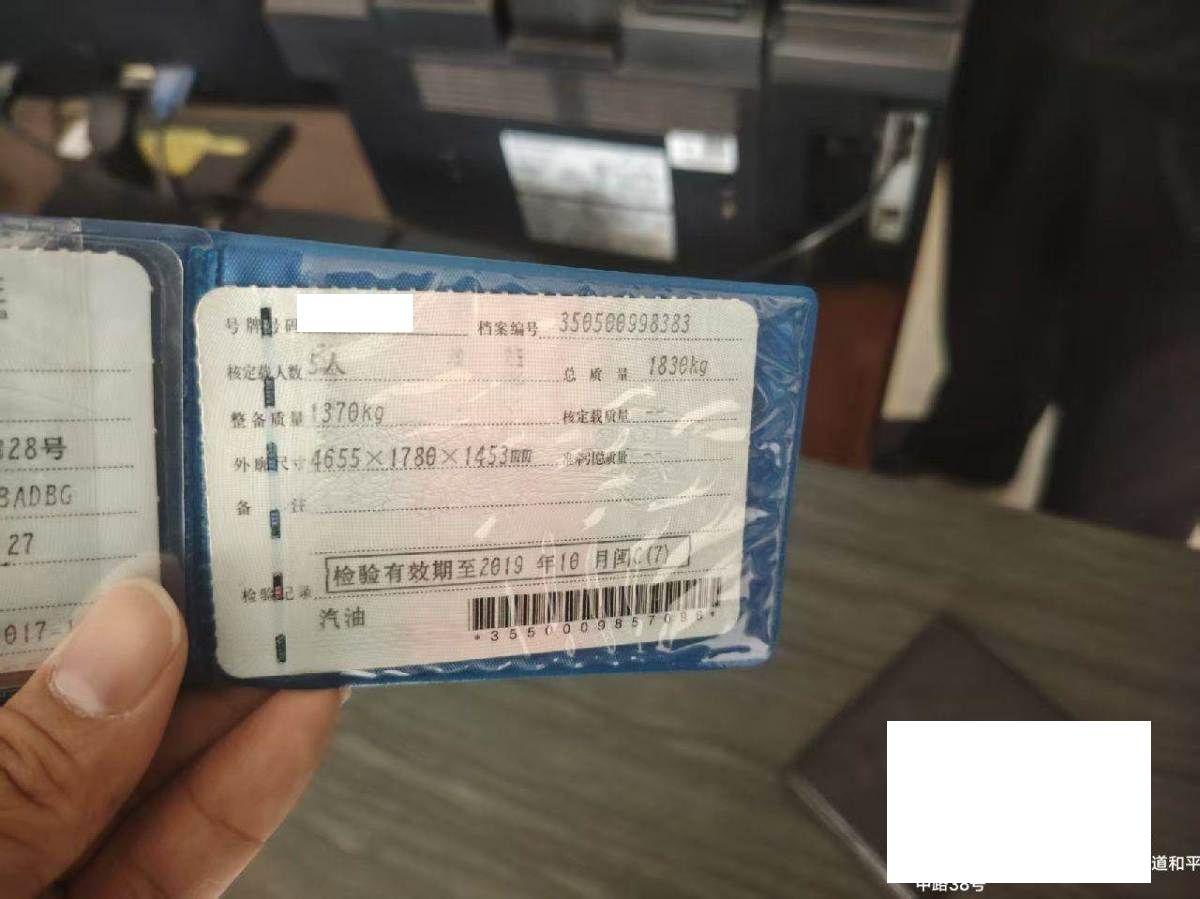 328号
BADBG
27
017-
号牌号码
档案编号 350500998383
核定载人数 5人
总质量 1830kg
整备质量 1370kg
核定载质量 --
外廓尺寸 4655×1780×1453mm
准牵引总质量 --
备注
检验有效期至2019年10月闽C(7)
检验记录
汽油
*3550009857096*
道和平
中路38号